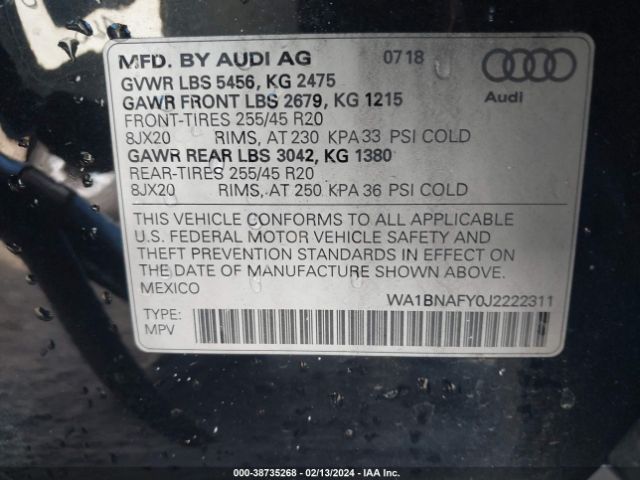 MFD. BY AUDI AG 07 18
GVWR LBS 5456, KG 2475
GAWR FRONT LBS 2679, KG 1215
FRONT-TIRES 255/45 R20
8JX20 RIMS, AT 230 KPA 33 PSI COLD
GAWR REAR LBS 3042, KG 1380
REAR-TIRES 255/45 R20
8JX20 RIMS, AT 250 KPA 36 PSI COLD
Audi
THIS VEHICLE CONFORMS TO ALL APPLICABLE
U.S. FEDERAL MOTOR VEHICLE SAFETY AND
THEFT PREVENTION STANDARDS IN EFFECT ON
THE DATE OF MANUFACTURE SHOWN ABOVE.
MEXICO WA1BNAFY0J2222311
TYPE:
MPV
000-38735268 - 02/13/2024 - IAA Inc.